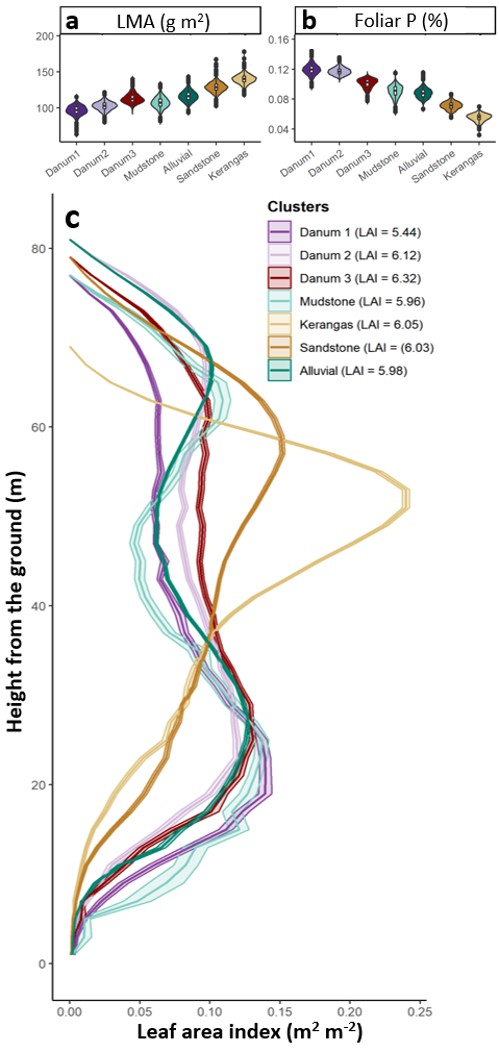 a LMA (g m²)
b Foliar P (%)
200
150
100
0.16
0.12
0.08
0.04
Danum1
Danum2
Danum3
Mudstone
Alluvial
Sandstone
Kerangas
Danum1
Danum2
Danum3
Mudstone
Alluvial
Sandstone
Kerangas
c
Clusters
Danum 1 (LAI = 5.44)
Danum 2 (LAI = 6.12)
Danum 3 (LAI = 6.32)
Mudstone (LAI = 5.96)
Kerangas (LAI = 6.05)
Sandstone (LAI = (6.03)
Alluvial (LAI = 5.98)
80
60
40
20
0
Height from the ground (m)
0.00
0.05
0.10
0.15
0.20
0.25
Leaf area index (m² m⁻²)